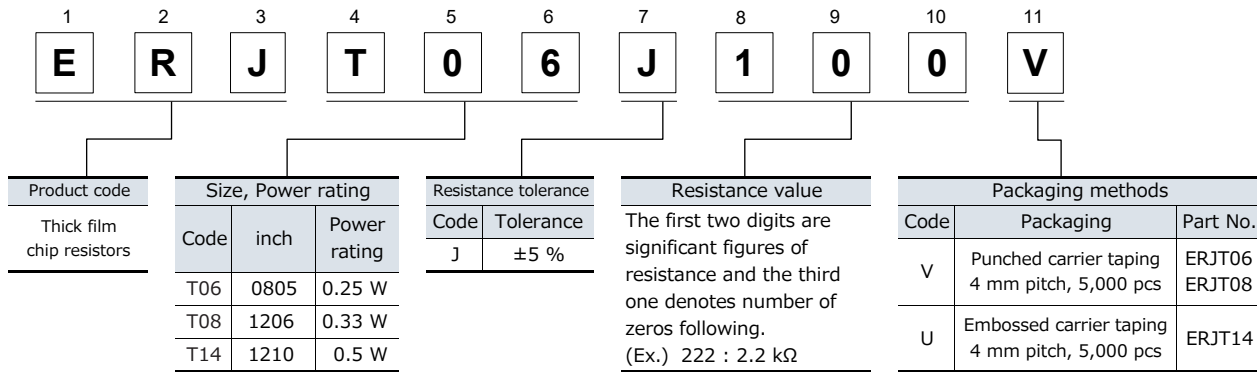 1 2 3 4 5 6 7 8 9 10 11
E R J T 0 6 J 1 0 0 V
Product code
Thick film
chip resistors
Size, Power rating
Code inch Power rating
T06 0805 0.25 W
T08 1206 0.33 W
T14 1210 0.5 W
Resistance tolerance
Code Tolerance
J ±5 %
Resistance value
The first two digits are
significant figures of
resistance and the third
one denotes number of
zeros following.
(Ex.) 222 : 2.2 kΩ
Packaging methods
Code Packaging Part No.
V Punched carrier taping ERJT06
4 mm pitch, 5,000 pcs ERJT08
U Embossed carrier taping ERJT14
4 mm pitch, 5,000 pcs